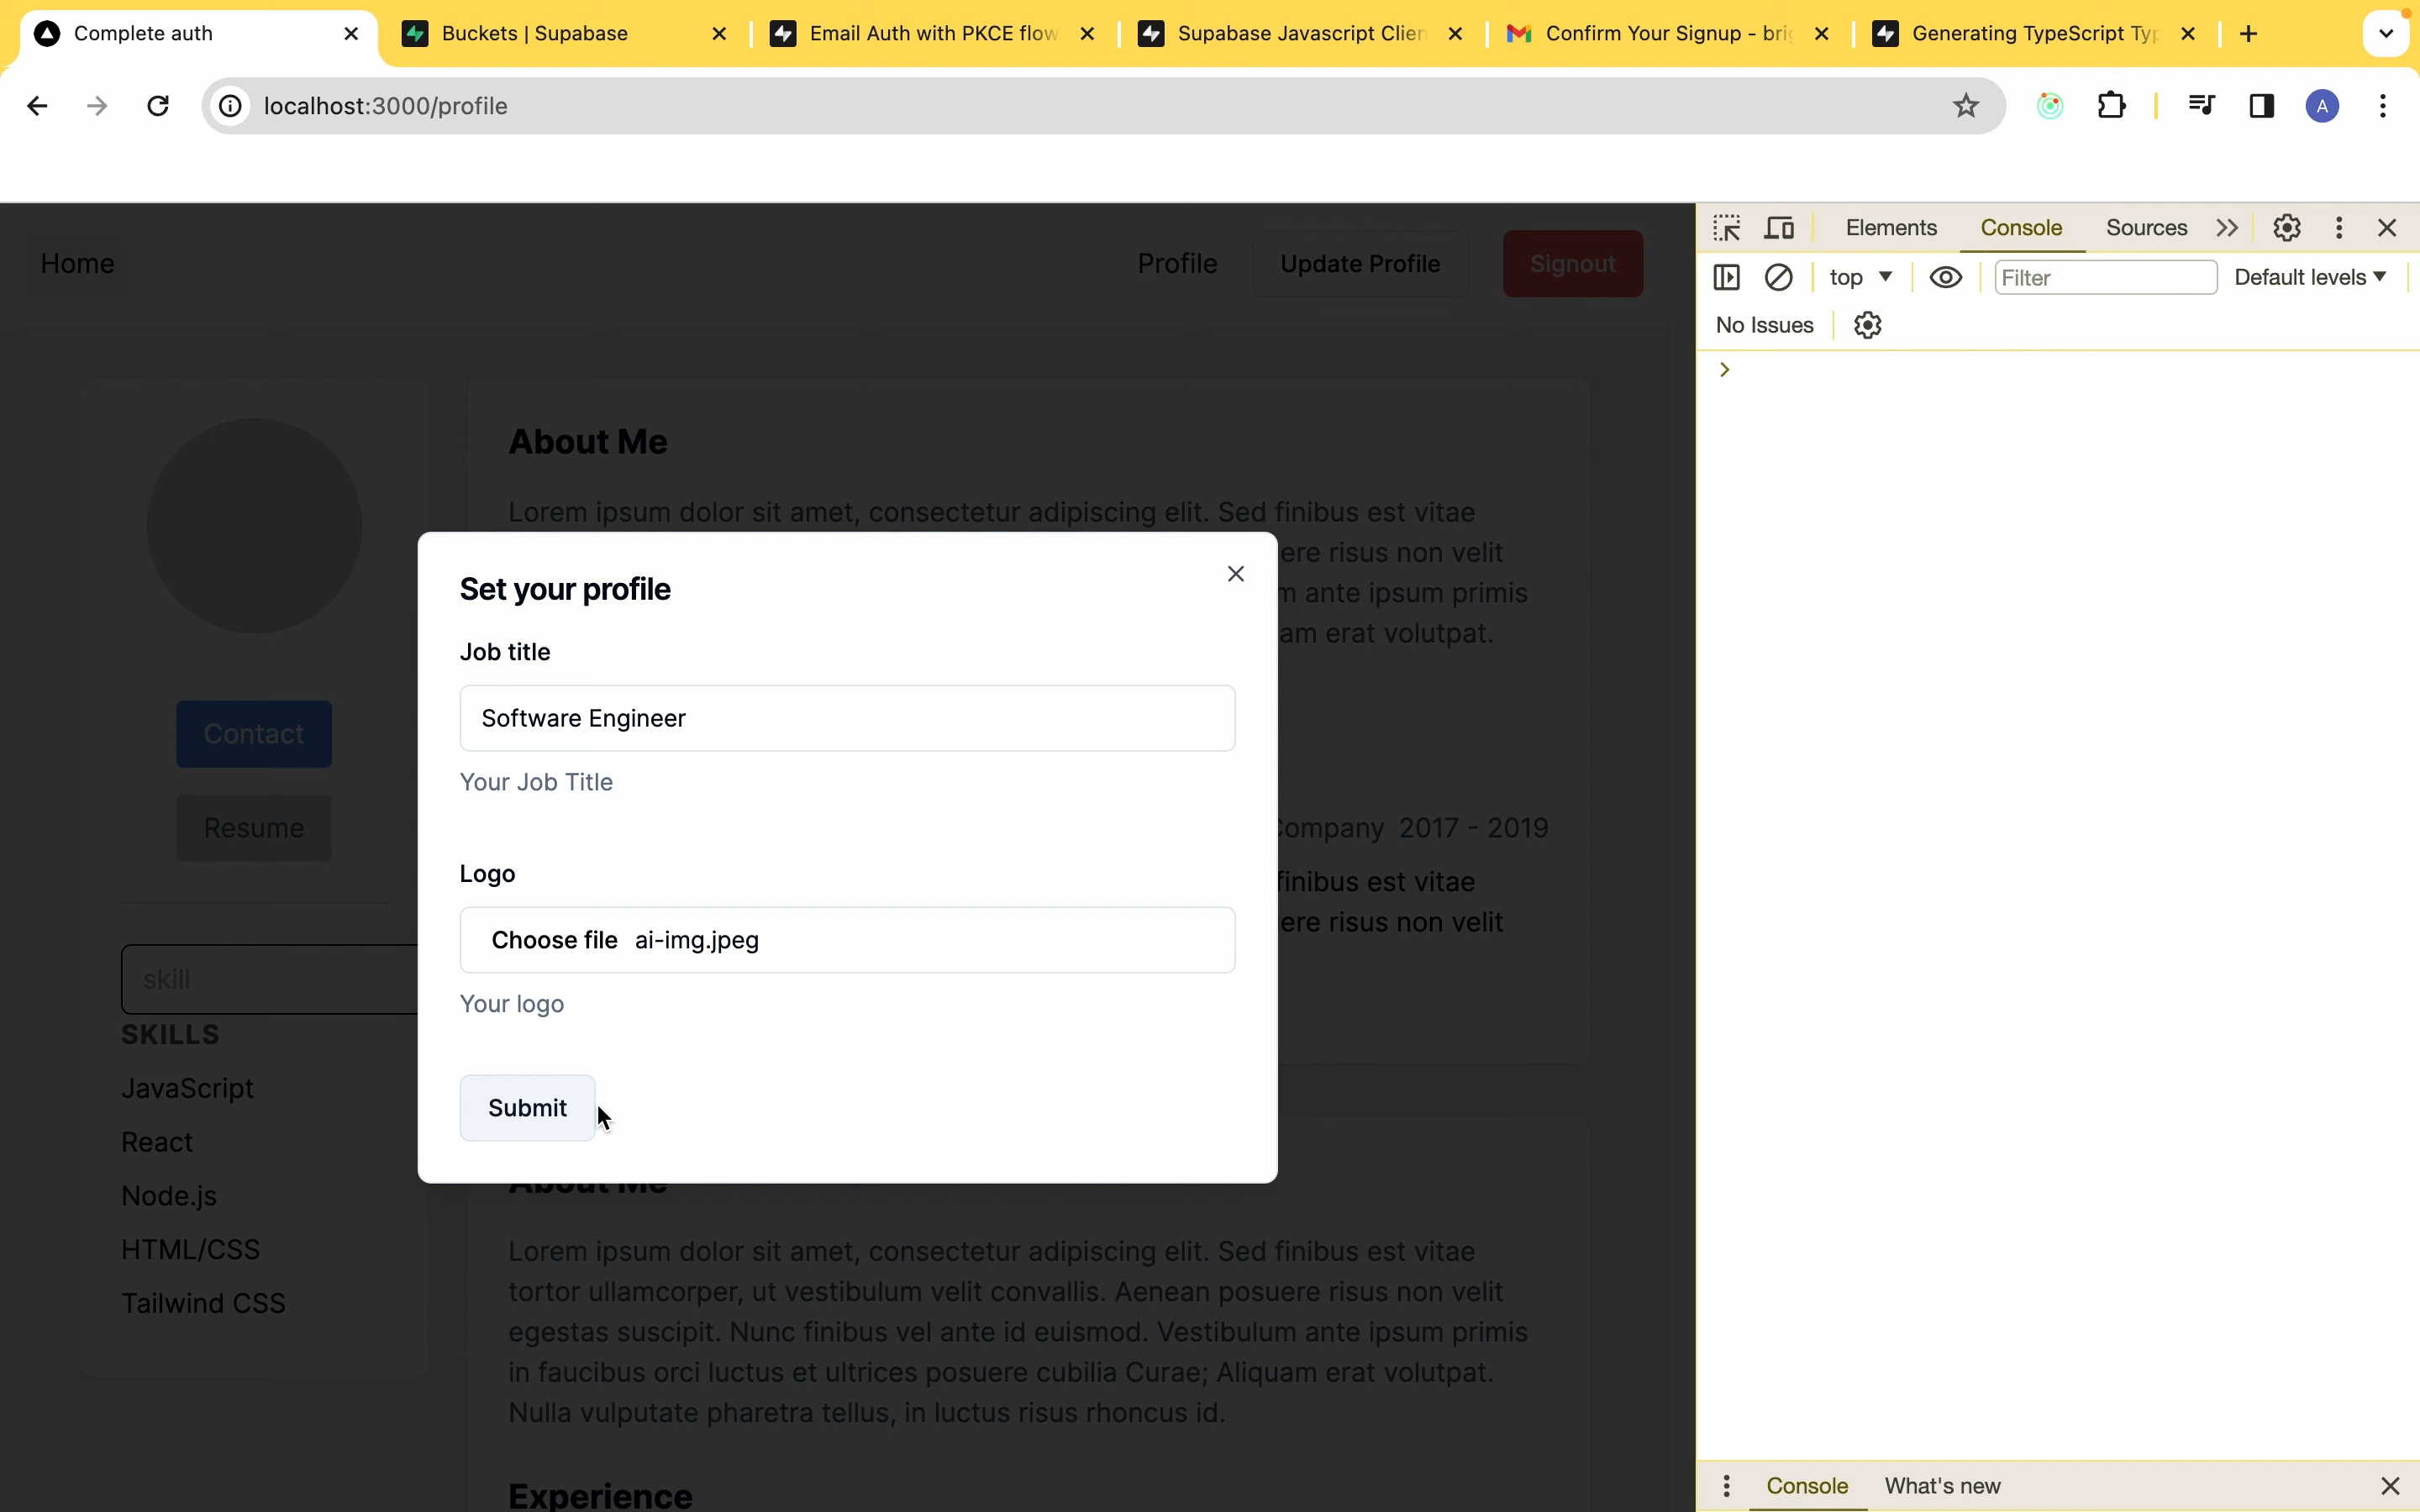 Complete auth
Buckets | Supabase
Email Auth with PKCE flow
Supabase Javascript Clien
Confirm Your Signup - bri
Generating TypeScript Typ
localhost:3000/profile
A
Home
Profile
Update Profile
Signout
Elements
Console
Sources
top
Filter
Default levels
No Issues
About Me
Lorem ipsum dolor sit amet, consectetur adipiscing elit. Sed finibus est vitae
ere risus non velit
m ante ipsum primis
am erat volutpat.
Contact
Resume
Company 2017 - 2019
finibus est vitae
ere risus non velit
Set your profile
Job title
Software Engineer
Your Job Title
Logo
Choose file ai-img.jpeg
Your logo
Submit
skill
SKILLS
JavaScript
React
Node.js
HTML/CSS
Tailwind CSS
About Me
Lorem ipsum dolor sit amet, consectetur adipiscing elit. Sed finibus est vitae
tortor ullamcorper, ut vestibulum velit convallis. Aenean posuere risus non velit
egestas suscipit. Nunc finibus vel ante id euismod. Vestibulum ante ipsum primis
in faucibus orci luctus et ultrices posuere cubilia Curae; Aliquam erat volutpat.
Nulla vulputate pharetra tellus, in luctus risus rhoncus id.
Experience
Console
What's new